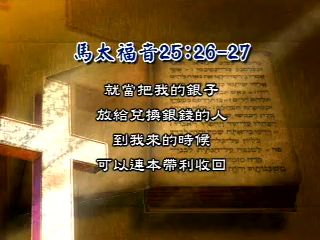 馬太福音25:26-27
就當把我的銀子
放給兌換銀錢的人
到我來的時候
可以連本帶利收回